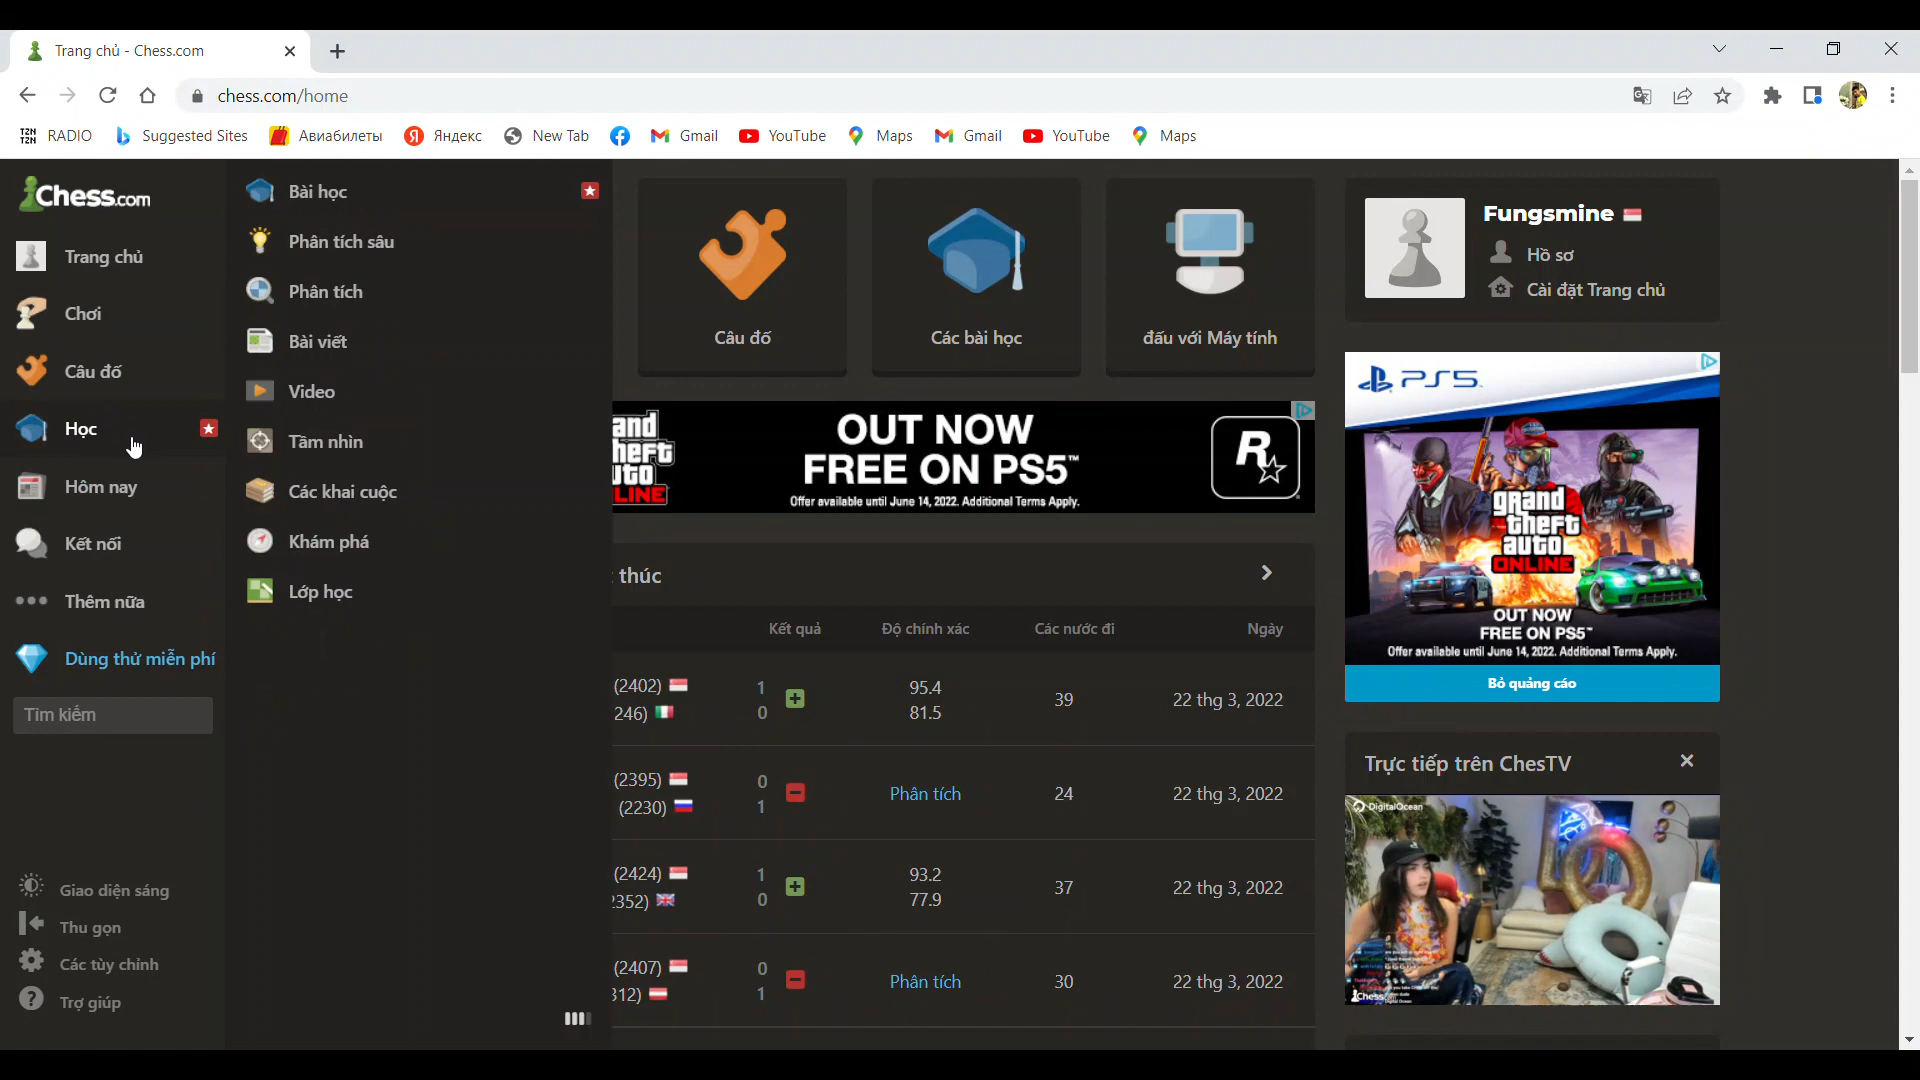 Trang chủ - Chess.com
chess.com/home
RADIO
Suggested Sites
Авиабилеты
Яндекс
New Tab
Gmail
YouTube
Maps
Gmail
YouTube
Maps
Chess.com
Trang chủ
Chơi
Câu đố
Học
Hôm nay
Kết nối
Thêm nữa
Dùng thử miễn phí
Tìm kiếm
Giao diện sáng
Thu gọn
Các tùy chỉnh
Trợ giúp
Bài học
Phân tích sâu
Phân tích
Bài viết
Video
Tầm nhìn
Các khai cuộc
Khám phá
Lớp học
Câu đố
Các bài học
đấu với Máy tính
OUT NOW
FREE ON PS5™
Offer available until June 14, 2022. Additional Terms Apply.
thúc
Kết quả Độ chính xác Các nước đi Ngày
(2402) 1 95.4
246) 0 81.5
39 22 thg 3, 2022
(2395) 0
(2230) 1
Phân tích 24 22 thg 3, 2022
(2424) 1 93.2
2352) 0 77.9
37 22 thg 3, 2022
(2407) 0
312) 1
Phân tích 30 22 thg 3, 2022
Fungsmine
Hồ sơ
Cài đặt Trang chủ
PS5
grand
theft
auto
ONLINE
OUT NOW
FREE ON PS5™
Offer available until June 14, 2022. Additional Terms Apply.
Bỏ quảng cáo
Trực tiếp trên ChesTV
DigitalOcean
Chess